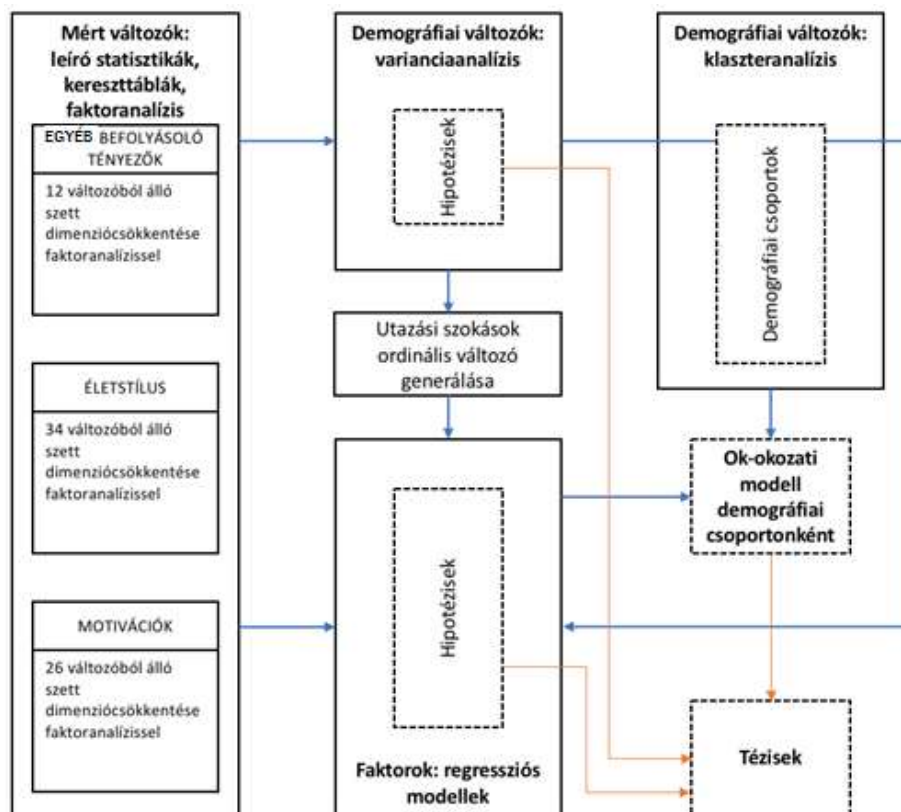 Mért változók:
leíró statisztikák,
kereszttáblák,
faktoranalízis
EGYÉB BEFOLYÁSOLÓ
TÉNYEZŐK
12 változóból álló
szett
dimenziócsökkentése
faktoranalízissel
ÉLETSTÍLUS
34 változóból álló
szett
dimenziócsökkentése
faktoranalízissel
MOTIVÁCIÓK
26 változóból álló
szett
dimenziócsökkentése
faktoranalízissel
Demográfiai változók:
varianciaanalízis
Hipotézisek
Utazási szokások
ordinális változó
generálása
Hipotézisek
Faktorok: regressziós
modellek
Demográfiai változók:
klaszteranalízis
Demográfiai csoportok
Ok-okozati
modell
demográfiai
csoportonként
Tézisek